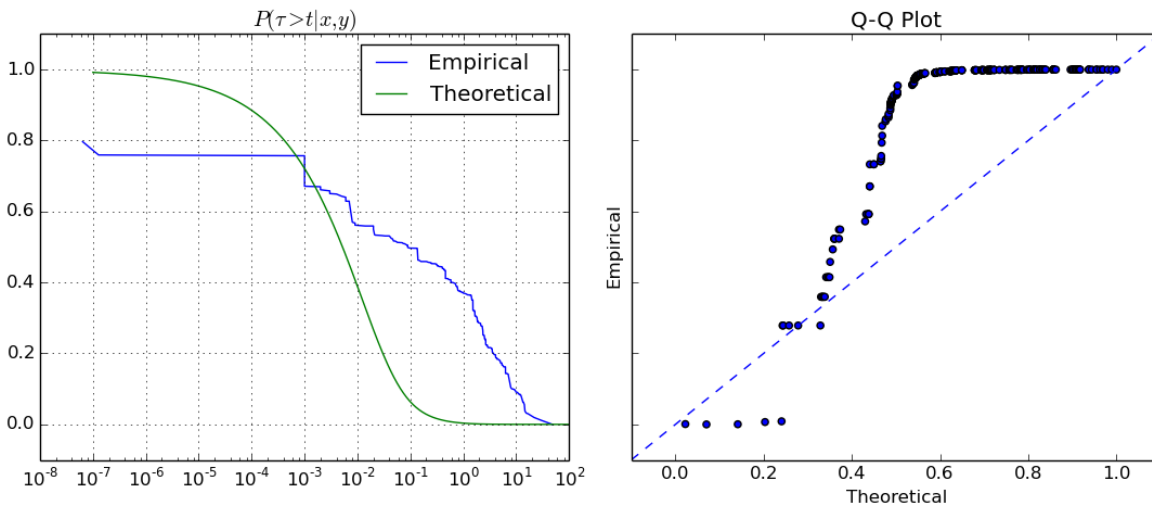 P(τ>t|x,y)
Empirical
Theoretical
1.0
0.8
0.6
0.4
0.2
0.0
10⁻⁸ 10⁻⁷ 10⁻⁶ 10⁻⁵ 10⁻⁴ 10⁻³ 10⁻² 10⁻¹ 10⁰ 10¹ 10²
Q-Q Plot
Empirical
0.0 0.2 0.4 0.6 0.8 1.0
Theoretical